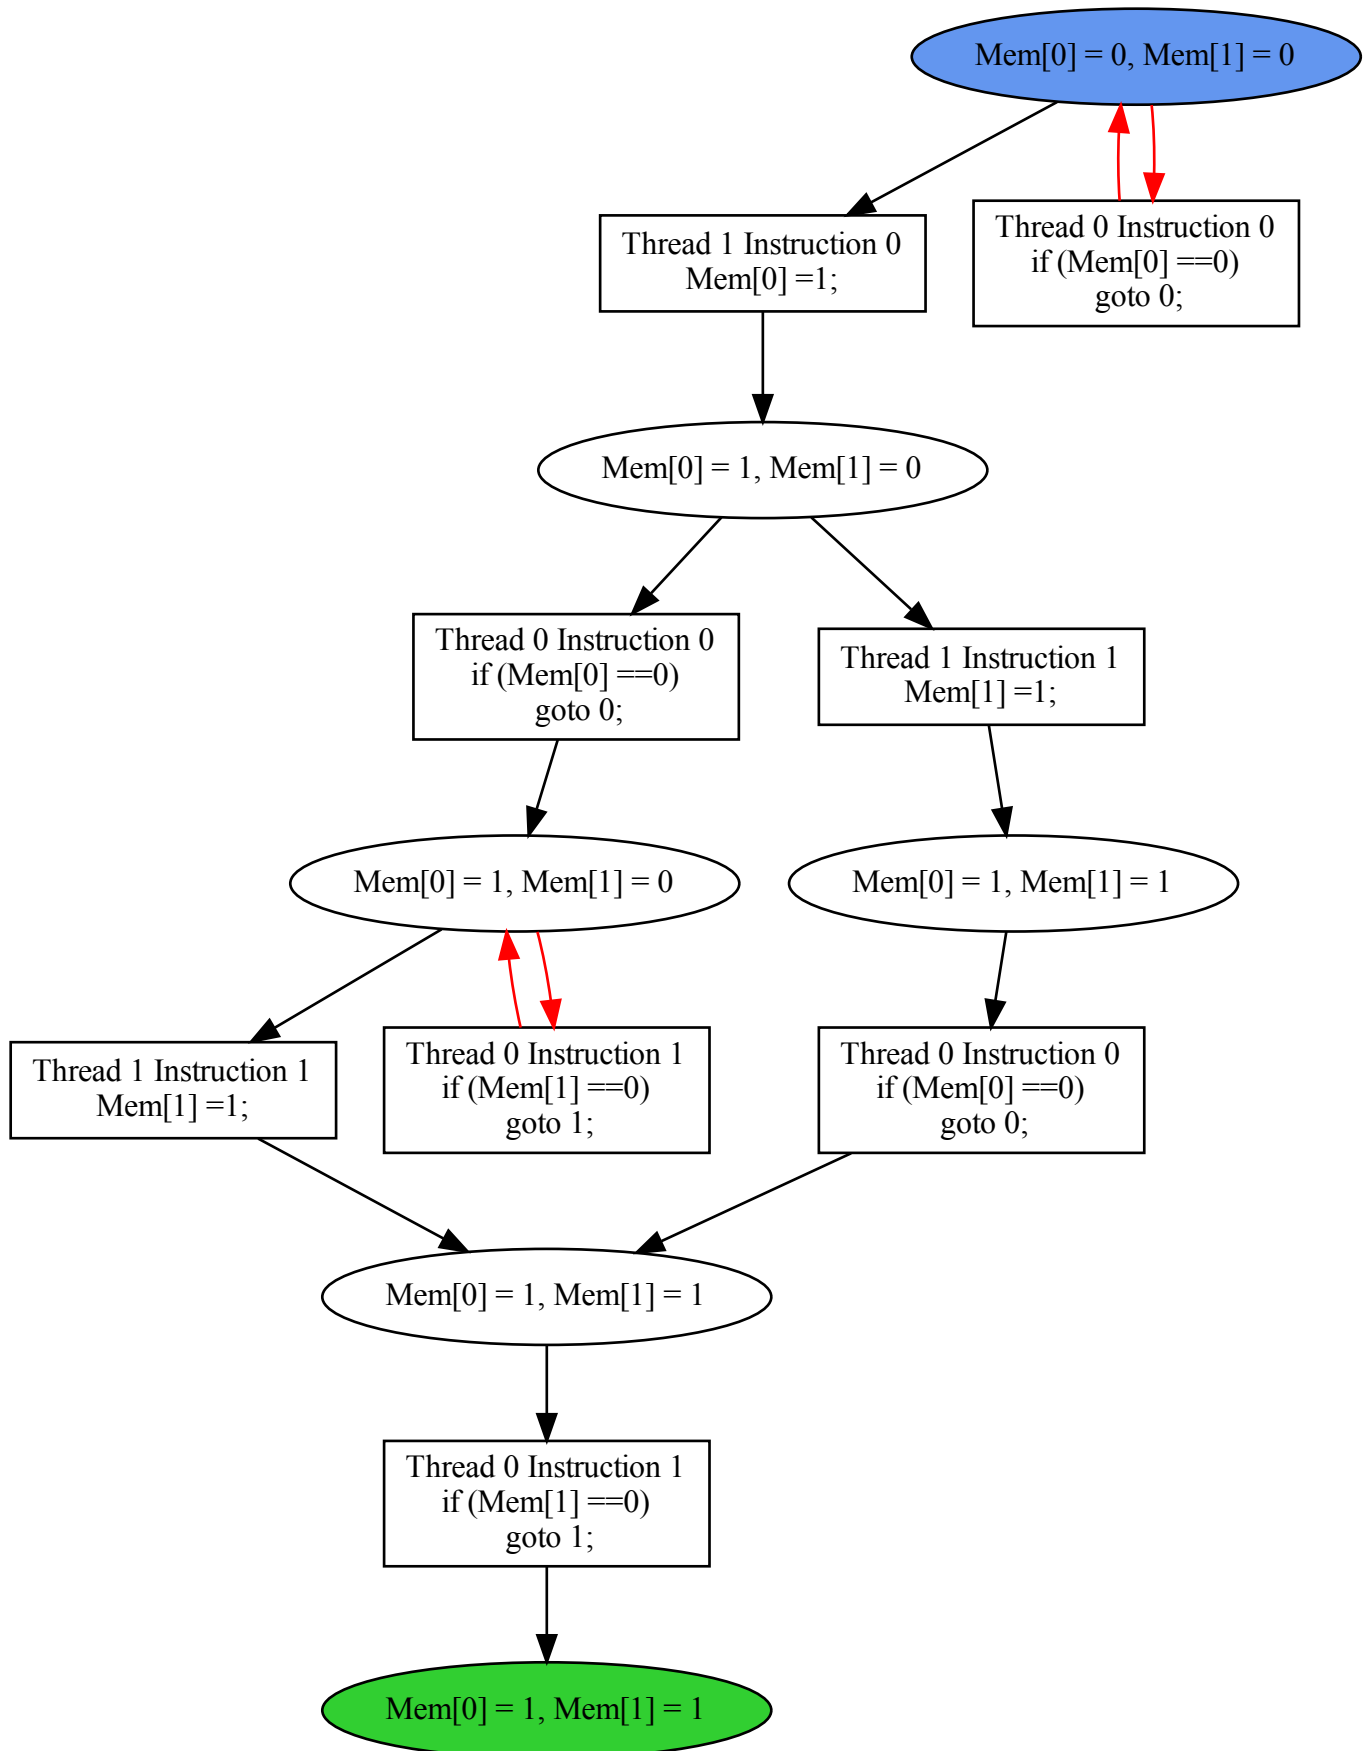 Mem[0] = 0, Mem[1] = 0
Thread 1 Instruction 0
Mem[0] =1;
Thread 0 Instruction 0
if (Mem[0] ==0)
goto 0;
Mem[0] = 1, Mem[1] = 0
Thread 0 Instruction 0
if (Mem[0] ==0)
goto 0;
Thread 1 Instruction 1
Mem[1] =1;
Mem[0] = 1, Mem[1] = 0
Mem[0] = 1, Mem[1] = 1
Thread 1 Instruction 1
Mem[1] =1;
Thread 0 Instruction 1
if (Mem[1] ==0)
goto 1;
Thread 0 Instruction 0
if (Mem[0] ==0)
goto 0;
Mem[0] = 1, Mem[1] = 1
Thread 0 Instruction 1
if (Mem[1] ==0)
goto 1;
Mem[0] = 1, Mem[1] = 1